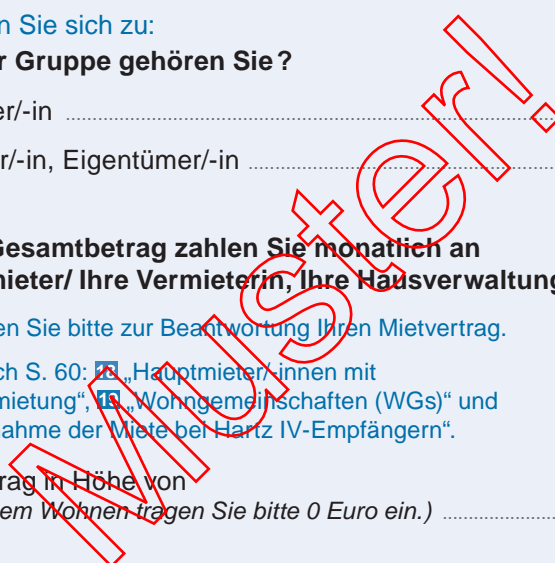 n Sie sich zu:
r Gruppe gehören Sie?
er/-in
r/-in, Eigentümer/-in
Gesamtbetrag zahlen Sie monatlich an
mieter/ Ihre Vermieterin, Ihre Hausverwaltung
en Sie bitte zur Beantwortung Ihren Mietvertrag.
ch S. 60: „Hauptmieter/-innen mit
mietung“, „Wohngemeinschaften (WGs)“ und
nahme der Miete bei Hartz IV-Empfängern“.
rag in Höhe von
em Wohnen tragen Sie bitte 0 Euro ein.)
Muster!